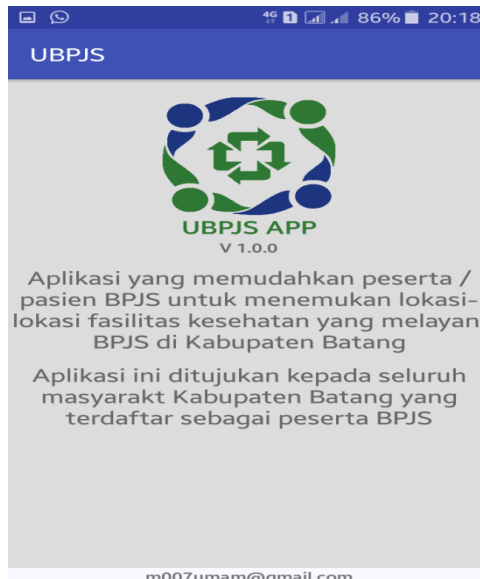 4G 1 86% 20:18
UBPJS
UBPJS APP
V 1.0.0
Aplikasi yang memudahkan peserta /
pasien BPJS untuk menemukan lokasi-
lokasi fasilitas kesehatan yang melayan
BPJS di Kabupaten Batang
Aplikasi ini ditujukan kepada seluruh
masyarakt Kabupaten Batang yang
terdaftar sebagai peserta BPJS
m007umam@gmail.com